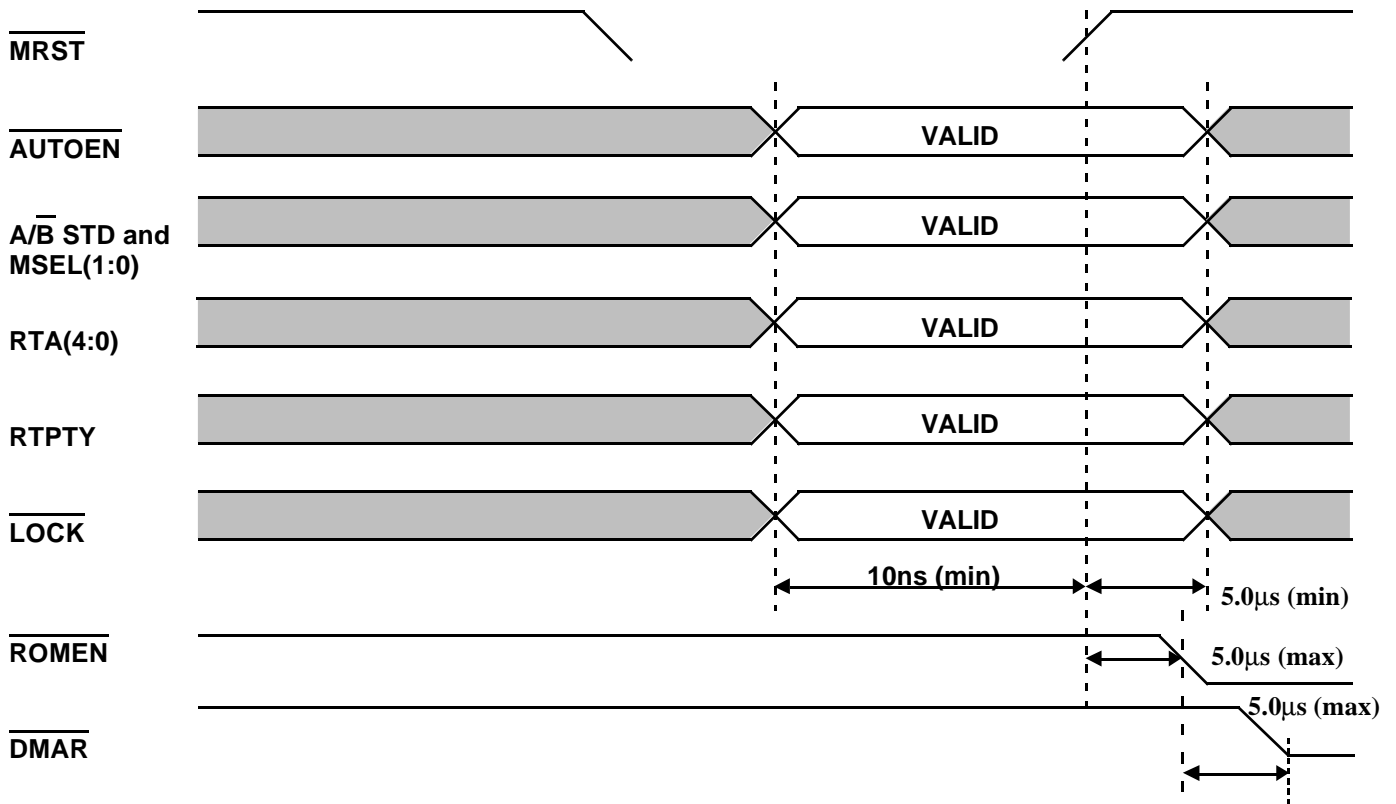 MRST
AUTOEN
VALID
A/B STD and
MSEL(1:0)
VALID
RTA(4:0)
VALID
RTPTY
VALID
LOCK
VALID
10ns (min)
5.0µs (min)
ROMEN
5.0µs (max)
5.0µs (max)
DMAR